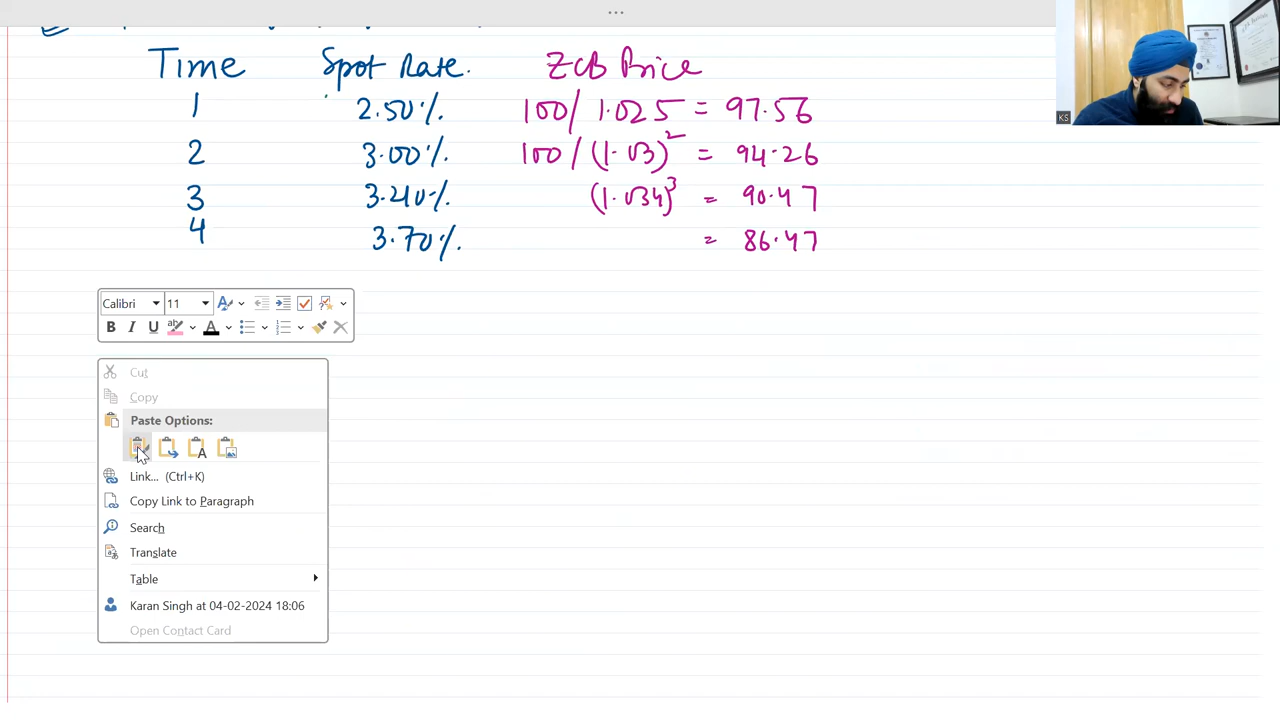 Time Spot Rate. ZCB Price
1 2.50% 100/ 1.025 = 97.56
2 3.00% 100 / (1.03)² = 94.26
3 3.40% (1.034)³ = 90.47
4 3.70% = 86.47
Calibri 11
B I U ab A
Cut
Copy
Paste Options:
A
Link... (Ctrl+K)
Copy Link to Paragraph
Search
Translate
Table
Karan Singh at 04-02-2024 18:06
Open Contact Card
KS